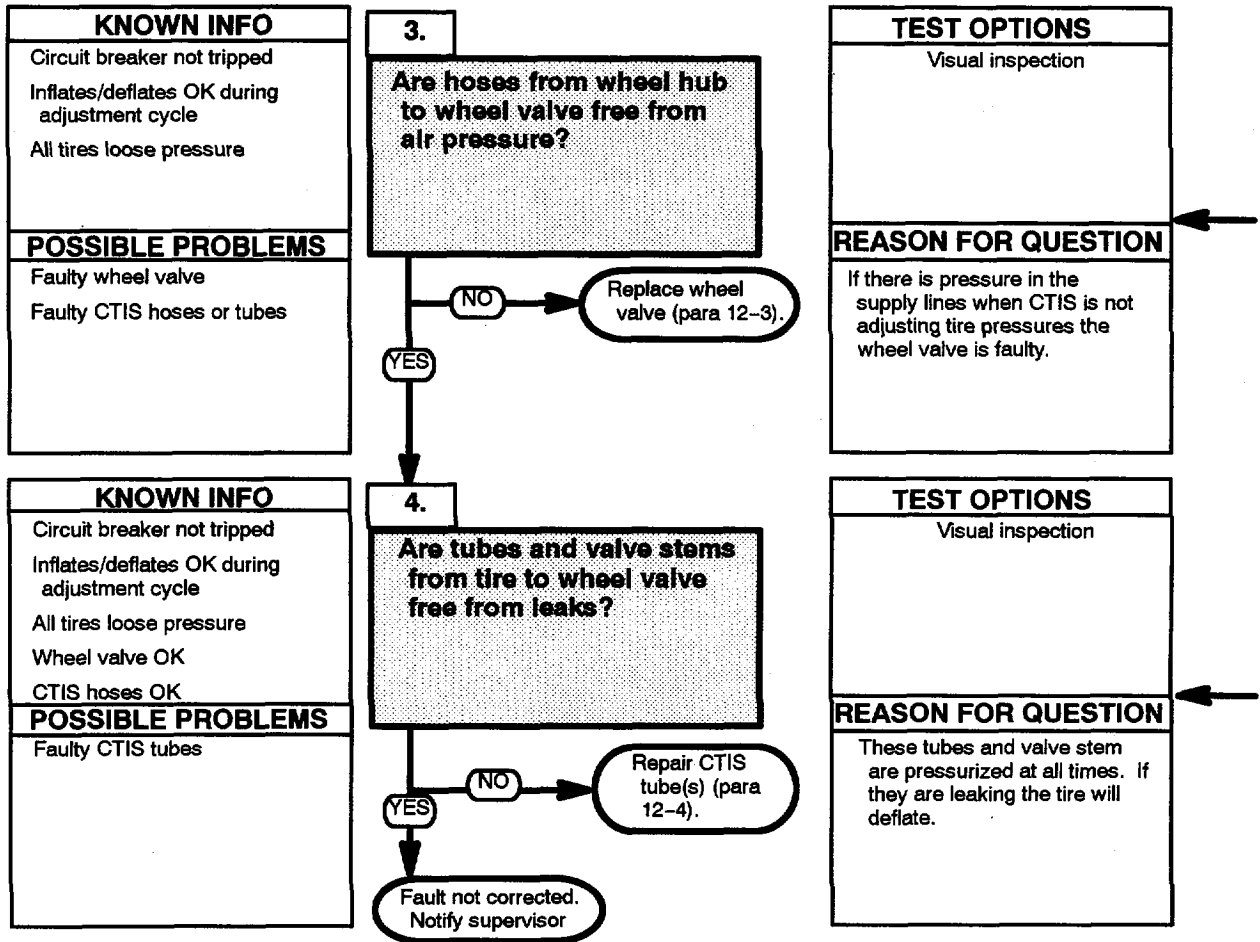 KNOWN INFO
Circuit breaker not tripped
Inflates/deflates OK during
adjustment cycle
All tires loose pressure
POSSIBLE PROBLEMS
Faulty wheel valve
Faulty CTIS hoses or tubes
3.
Are hoses from wheel hub
to wheel valve free from
air pressure?
NO
Replace wheel
valve (para 12–3).
YES
TEST OPTIONS
Visual inspection
REASON FOR QUESTION
If there is pressure in the
supply lines when CTIS is not
adjusting tire pressures the
wheel valve is faulty.
KNOWN INFO
Circuit breaker not tripped
Inflates/deflates OK during
adjustment cycle
All tires loose pressure
Wheel valve OK
CTIS hoses OK
POSSIBLE PROBLEMS
Faulty CTIS tubes
4.
Are tubes and valve stems
from tire to wheel valve
free from leaks?
NO
Repair CTIS
tube(s) (para
12–4).
YES
Fault not corrected.
Notify supervisor
TEST OPTIONS
Visual inspection
REASON FOR QUESTION
These tubes and valve stem
are pressurized at all times. If
they are leaking the tire will
deflate.